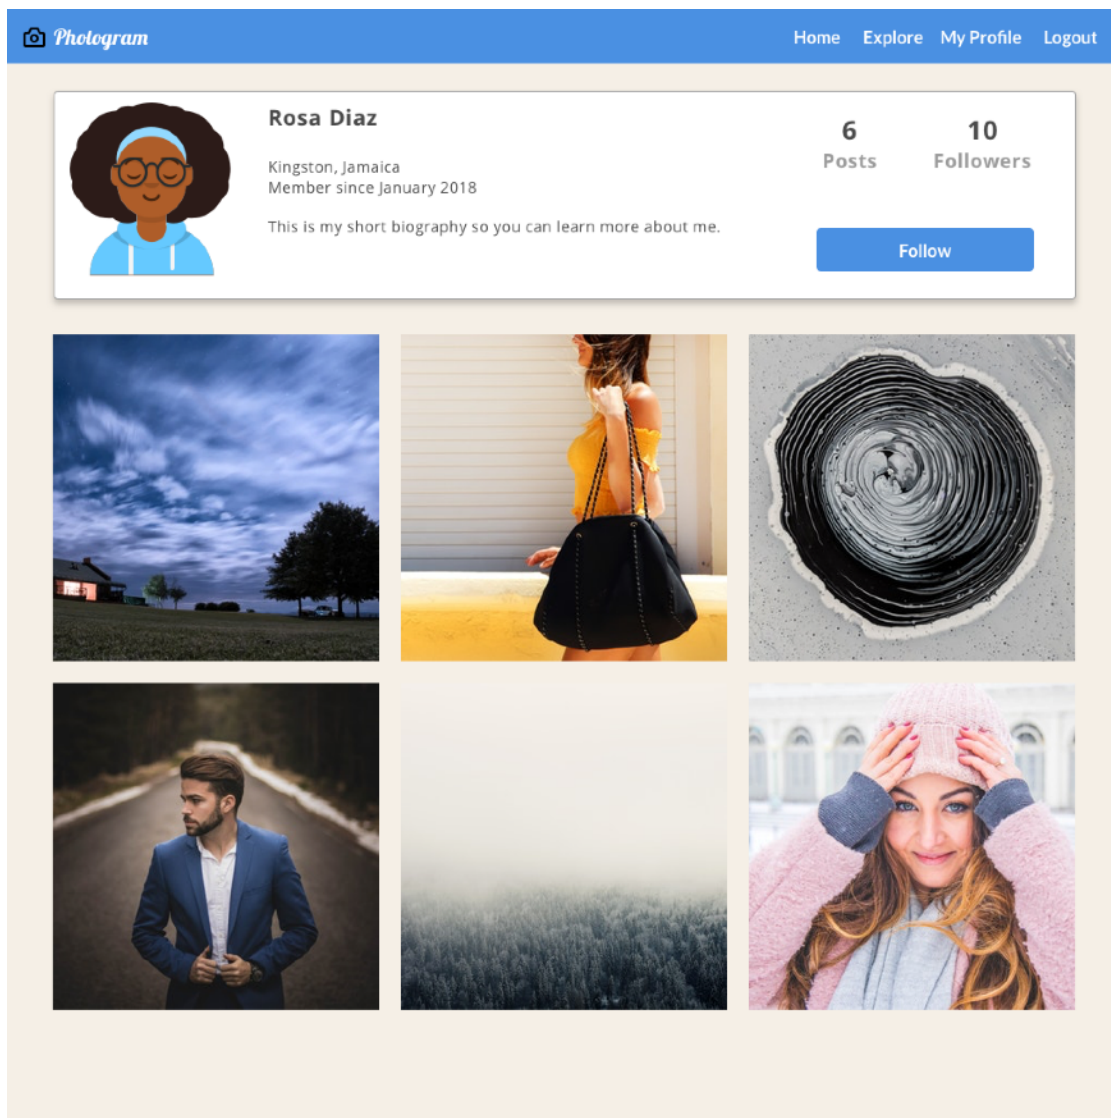 Photogram
Home Explore My Profile Logout
Rosa Diaz
Kingston, Jamaica
Member since January 2018
This is my short biography so you can learn more about me.
6
Posts
10
Followers
Follow